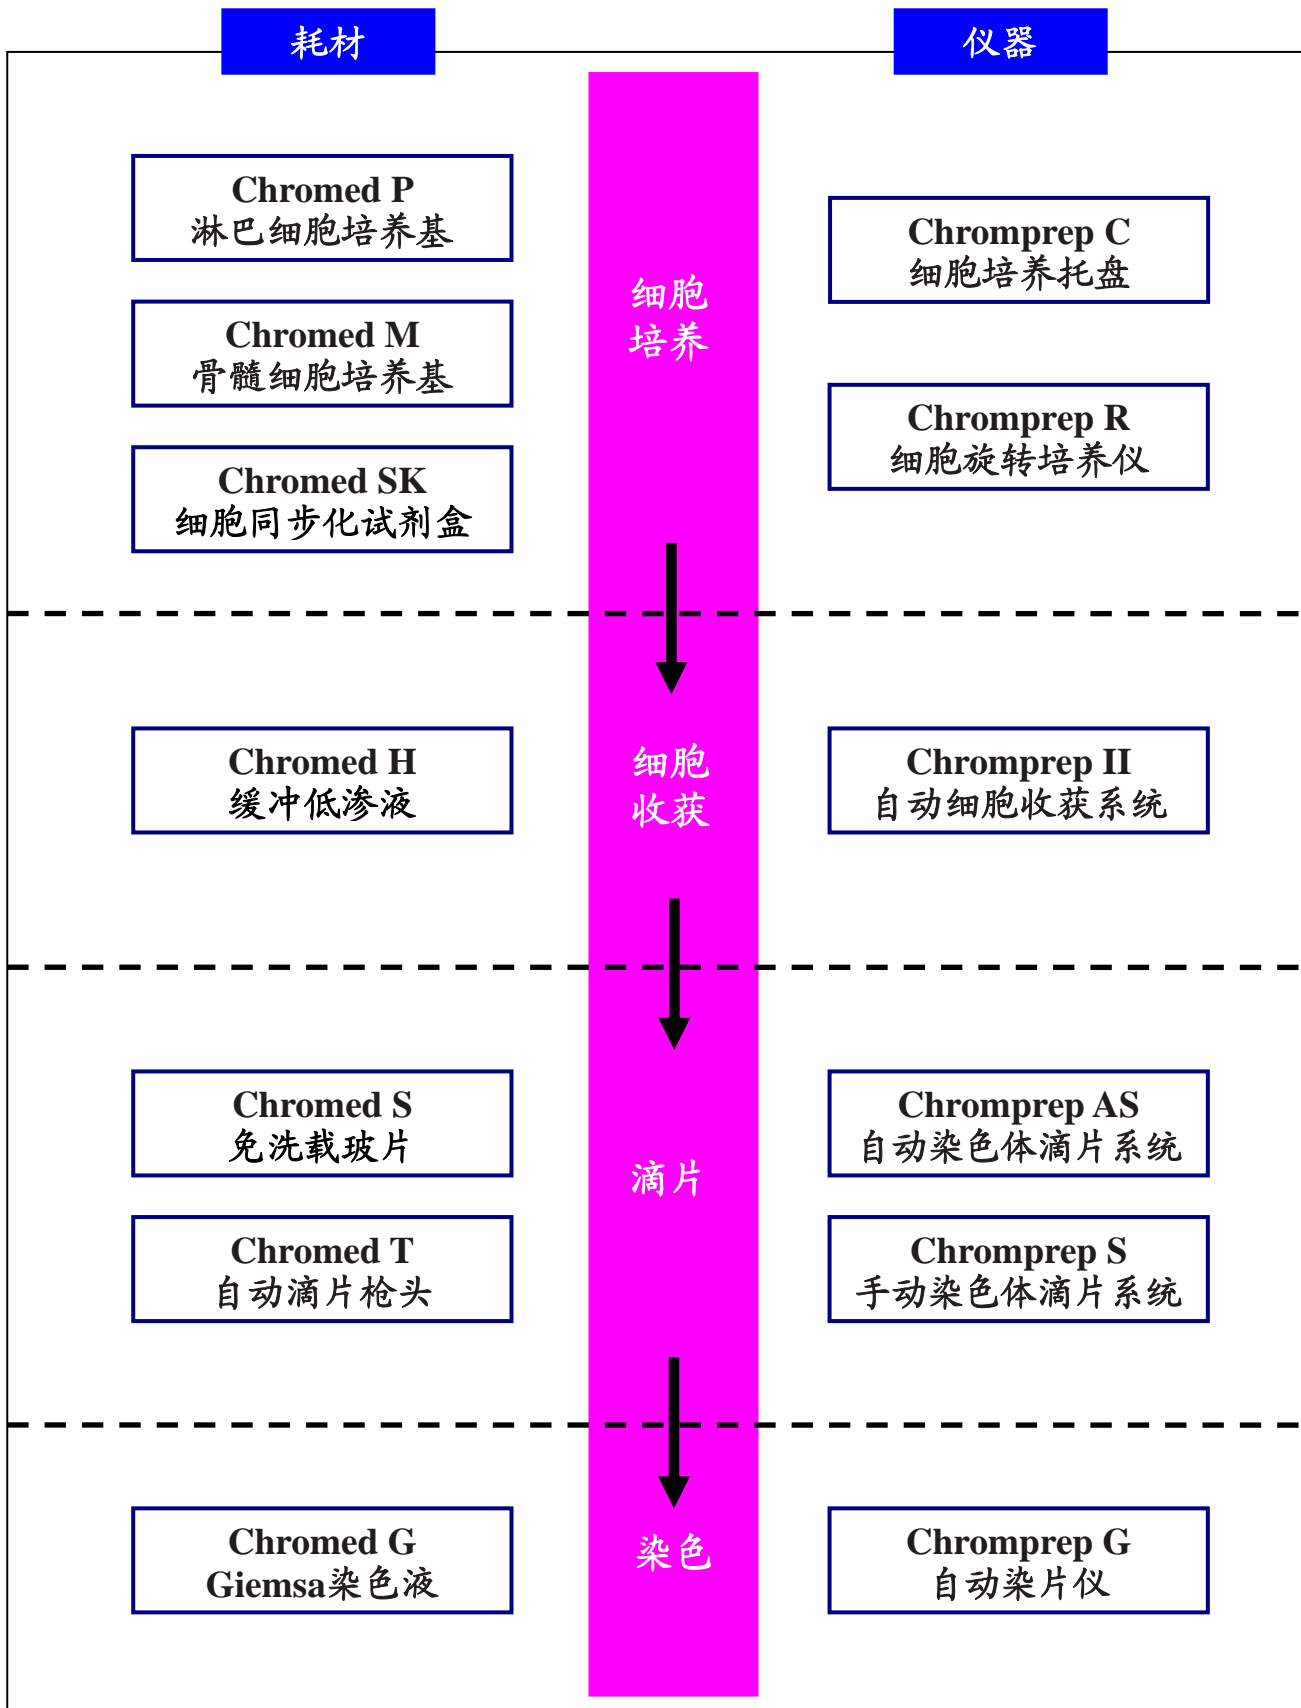 耗材
仪器
Chromed P
淋巴细胞培养基
Chromed M
骨髓细胞培养基
Chromed SK
细胞同步化试剂盒
细胞
培养
Chromprep C
细胞培养托盘
Chromprep R
细胞旋转培养仪
Chromed H
缓冲低渗液
细胞
收获
Chromprep II
自动细胞收获系统
Chromed S
免洗载玻片
Chromed T
自动滴片枪头
滴片
Chromprep AS
自动染色体滴片系统
Chromprep S
手动染色体滴片系统
Chromed G
Giemsa染色液
染色
Chromprep G
自动染片仪